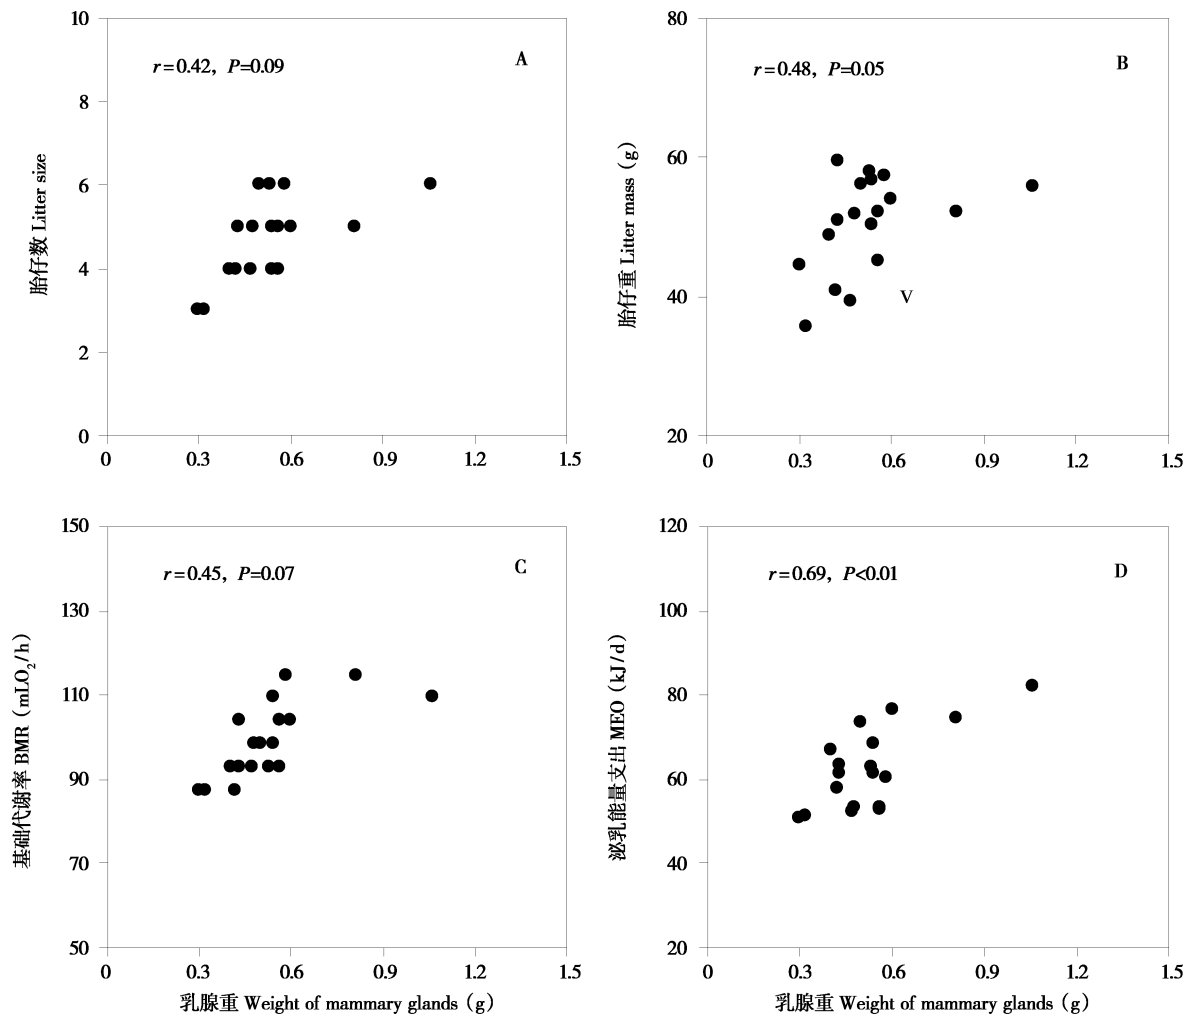 r=0.42, P=0.09
A
10
8
6
4
2
0
胎仔数 Litter size
0 0.3 0.6 0.9 1.2 1.5
r=0.48, P=0.05
B
80
60
40
20
胎仔重 Litter mass (g)
V
0 0.3 0.6 0.9 1.2 1.5
r=0.45, P=0.07
C
150
130
110
90
70
50
基础代谢率 BMR (mLO₂/h)
0 0.3 0.6 0.9 1.2 1.5
乳腺重 Weight of mammary glands (g)
r=0.69, P<0.01
D
120
100
80
60
40
20
泌乳能量支出 MEO (kJ/d)
0 0.3 0.6 0.9 1.2 1.5
乳腺重 Weight of mammary glands (g)